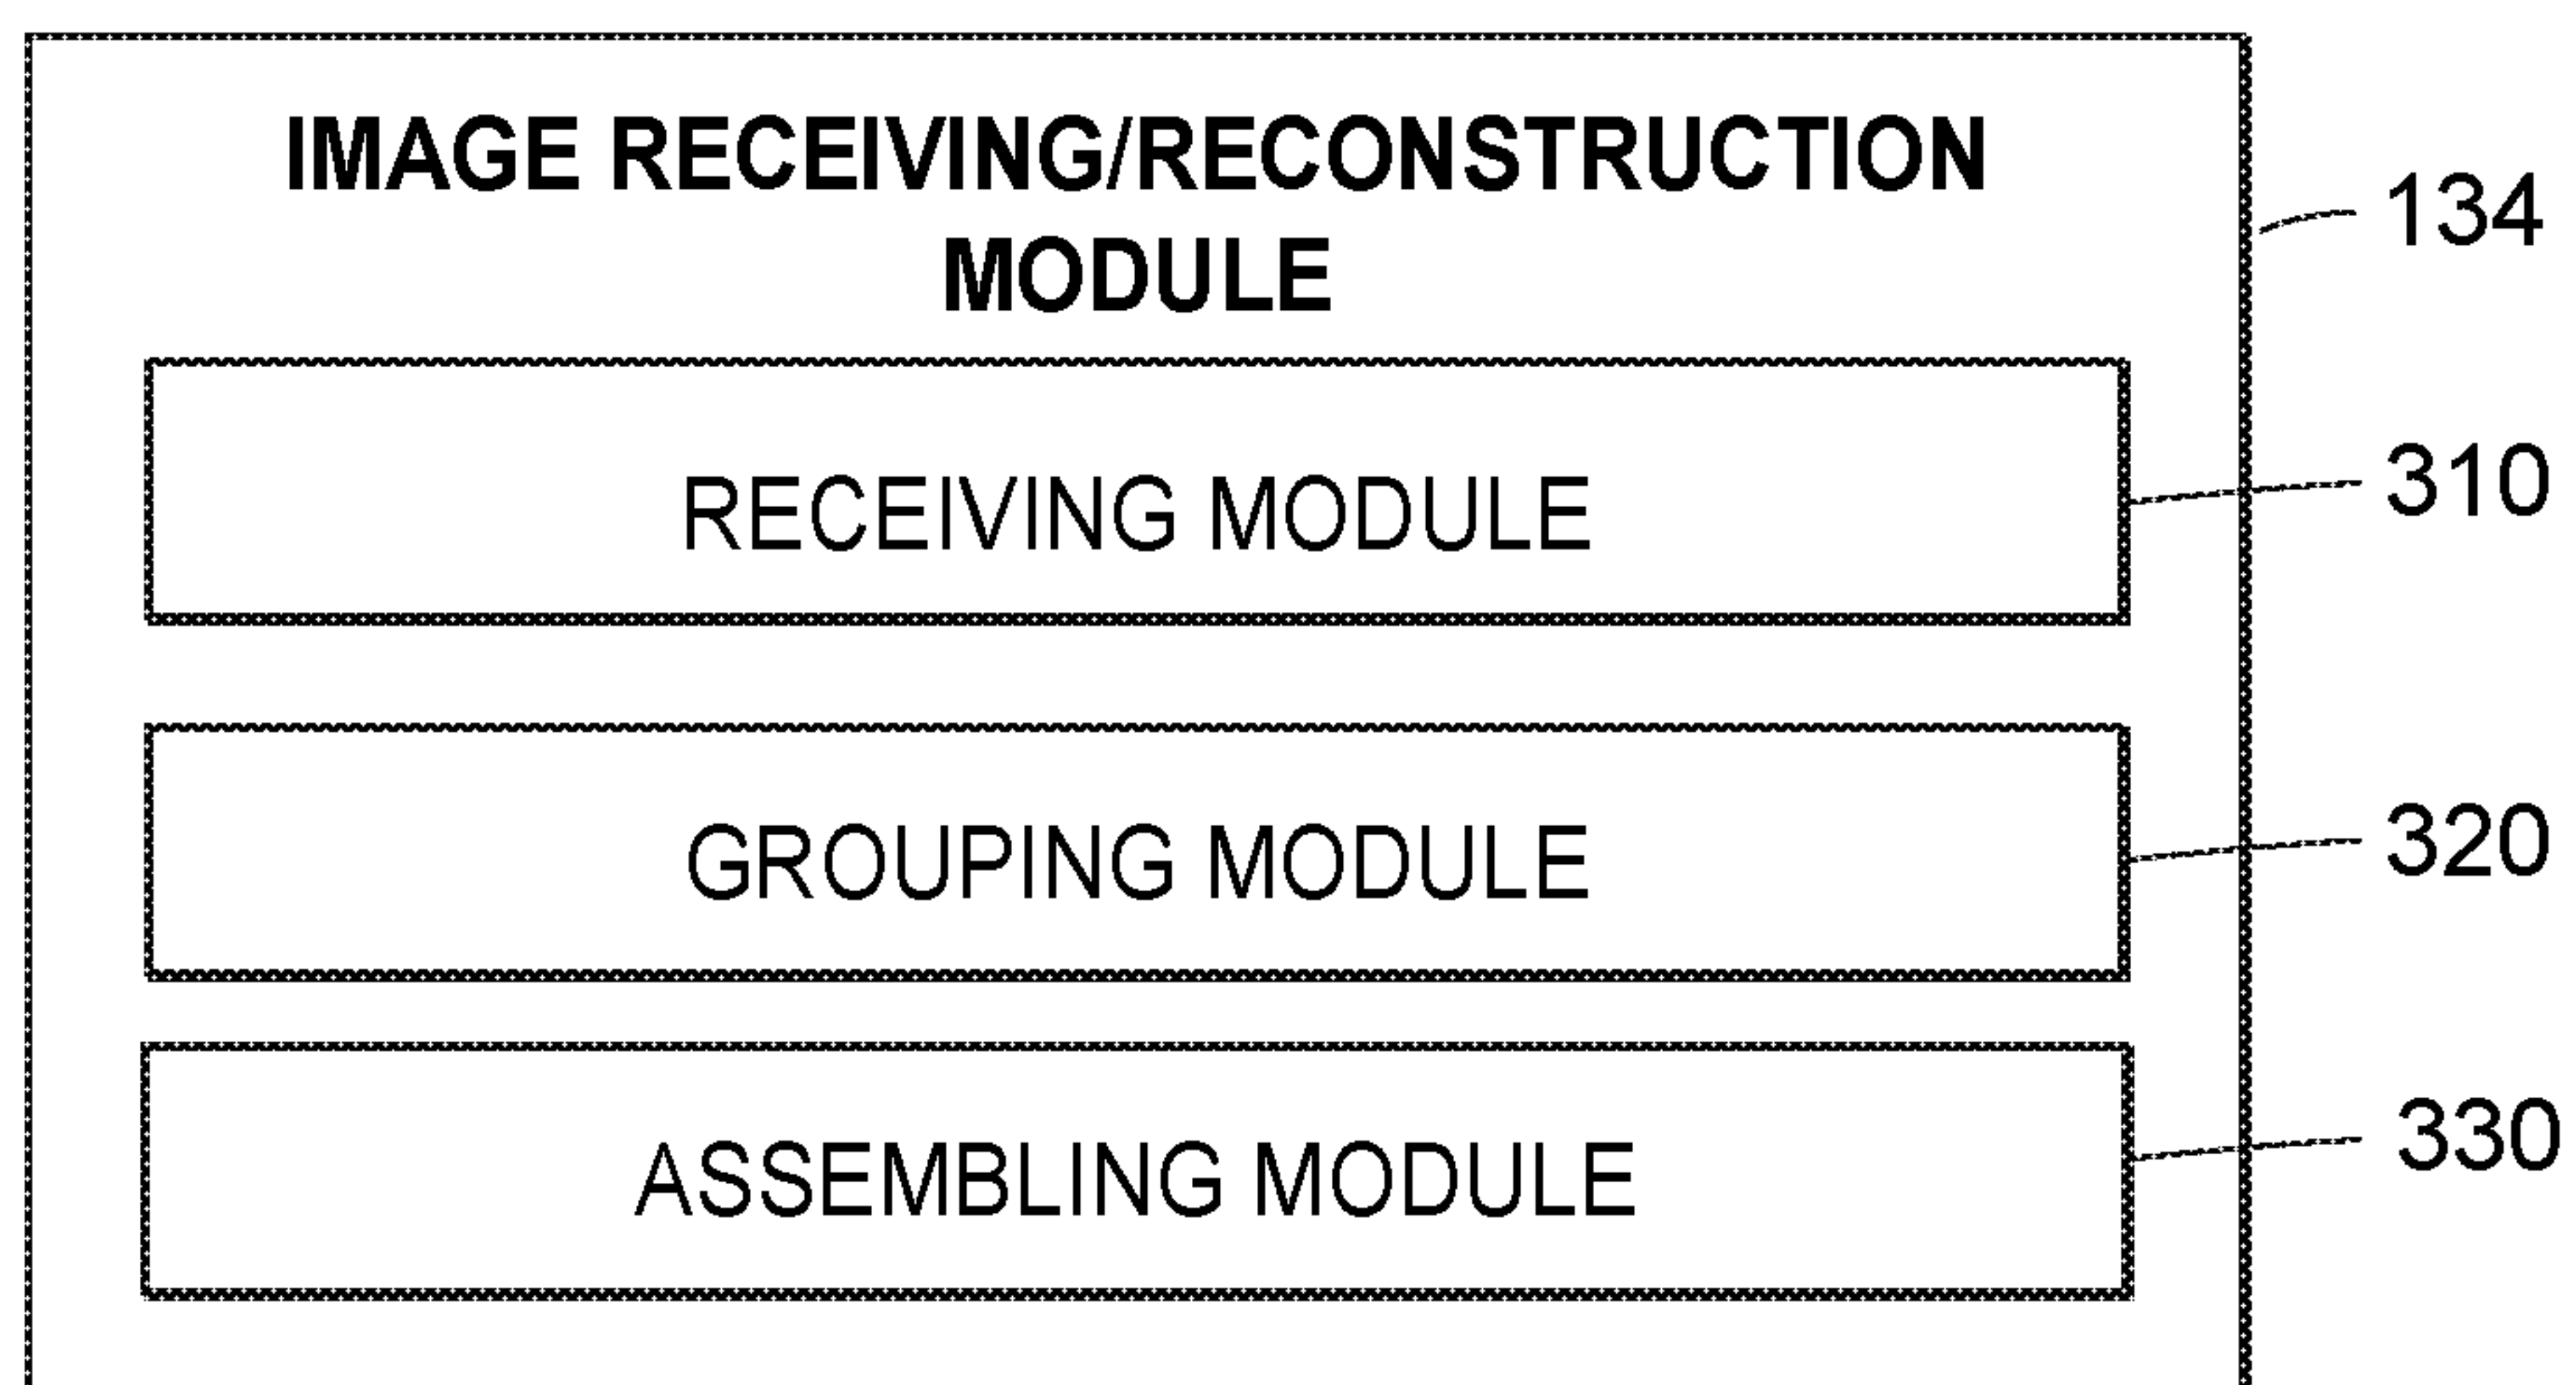 IMAGE RECEIVING/RECONSTRUCTION
MODULE
134
RECEIVING MODULE
310
GROUPING MODULE
320
ASSEMBLING MODULE
330